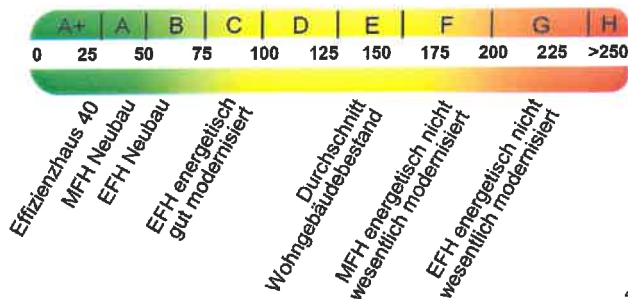 A+ A B C D E F G H
0 25 50 75 100 125 150 175 200 225 >250
Effizienzhaus 40
MFH Neubau
EFH Neubau
EFH energetisch
gut modernisiert
Durchschnitt
Wohngebäudebestand
MFH energetisch nicht
wesentlich modernisiert
EFH energetisch nicht
wesentlich modernisiert